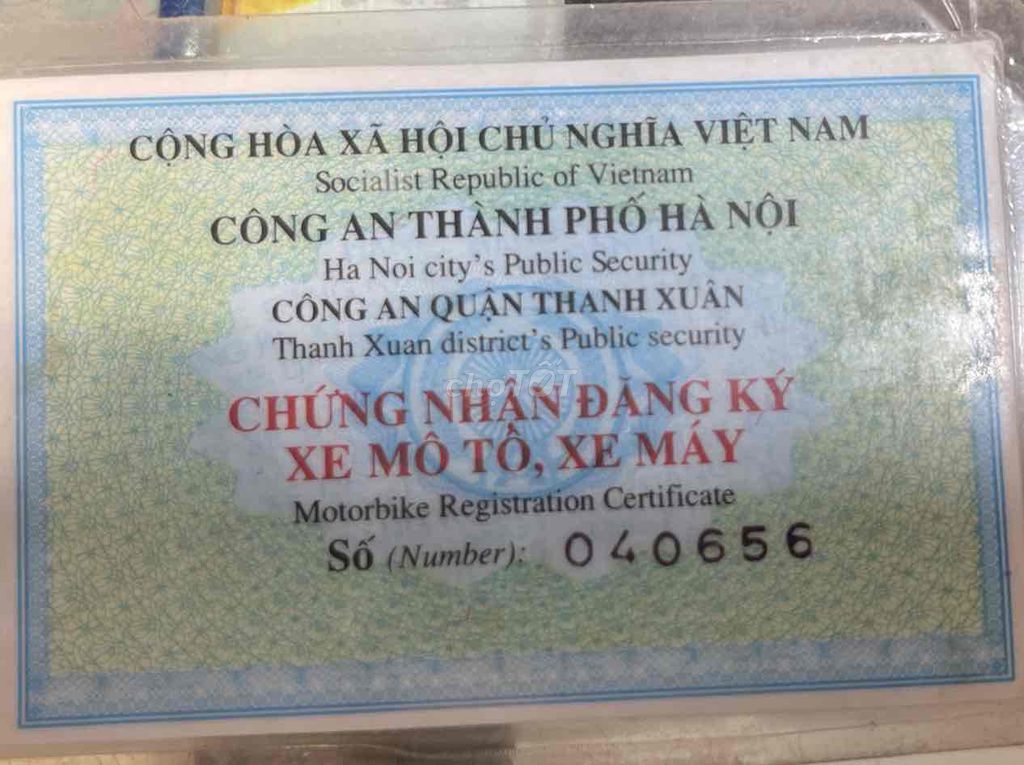 CỘNG HÒA XÃ HỘI CHỦ NGHĨA VIỆT NAM
Socialist Republic of Vietnam
CÔNG AN THÀNH PHỐ HÀ NỘI
Ha Noi city's Public Security
CÔNG AN QUẬN THANH XUÂN
Thanh Xuan district's Public security
chợTỐT
CHỨNG NHẬN ĐĂNG KÝ
XE MÔ TÔ, XE MÁY
Motorbike Registration Certificate
Số (Number): 040656